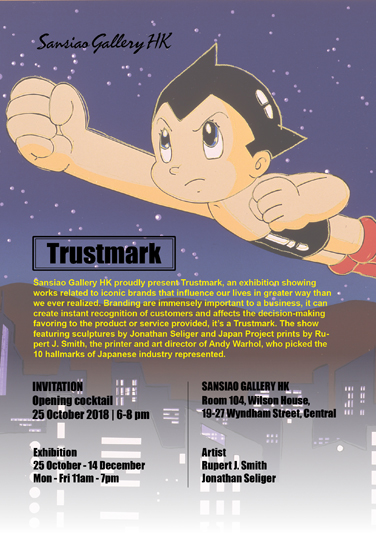 Sansiao Gallery HK
Trustmark
Sansiao Gallery HK proudly present Trustmark, an exhibition showing
works related to iconic brands that influence our lives in greater way than
we ever realized. Branding are immensely important to a business, it can
create instant recognition of customers and affects the decision-making
favoring to the product or service provided, it's a Trustmark. The show
featuring sculptures by Jonathan Seliger and Japan Project prints by Ru-
pert J. Smith, the printer and art director of Andy Warhol, who picked the
10 hallmarks of Japanese industry represented.
INVITATION
Opening cocktail
25 October 2018 | 6-8 pm
SANSIAO GALLERY HK
Room 104, Wilson House,
19-27 Wyndham Street, Central
Exhibition
25 October - 14 December
Mon - Fri 11am - 7pm
Artist
Rupert J. Smith
Jonathan Seliger